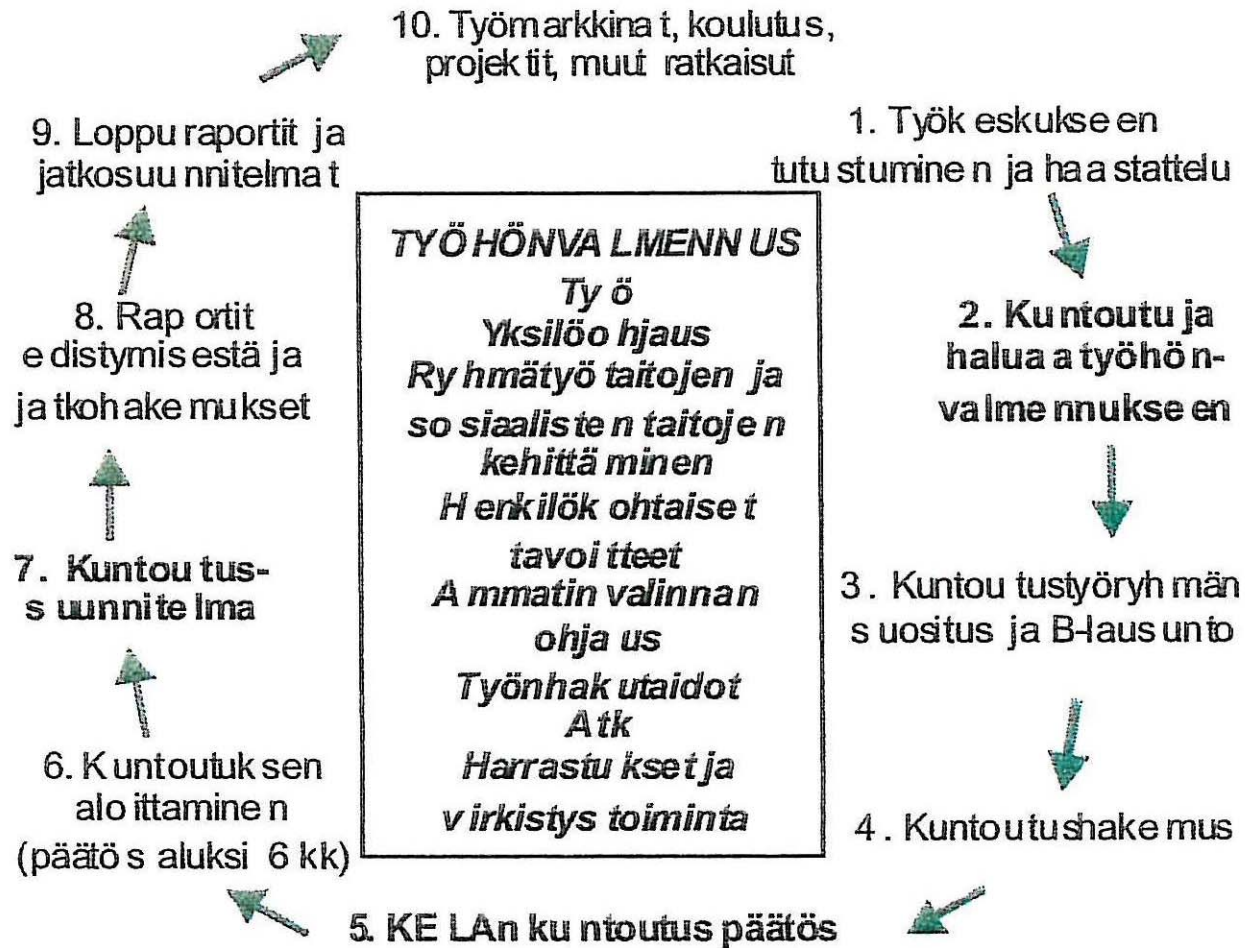 10. Työmarkkinat, koulutus,
projektit, muut ratkaisut
1. Työkeskukseen
tutustuminen ja haastattelu
2. Kuntoutuja
halua a työhön-
valmennukseen
3. Kuntoutustyöryhmän
suositus ja B-lausunto
4. Kuntoutushakemus
5. KELAn kuntoutuspäätös
6. Kuntoutuksen
aloittaminen
(päätös aluksi 6 kk)
7. Kuntoutus-
suunnitelma
8. Raportit
edistymisestä ja
jatkohakemukset
9. Loppuraportit ja
jatkosuunnitelmat
TYÖHÖNVALMENNUS
Työ
Yksilöohjaus
Ryhmätyötaitojen ja
sosiaalisten taitojen
kehittäminen
Henkilökohtaiset
tavoitteet
Ammatinvalinnan
ohjaus
Työnhakutaidot
Atk
Harrastukset ja
virkistystoiminta